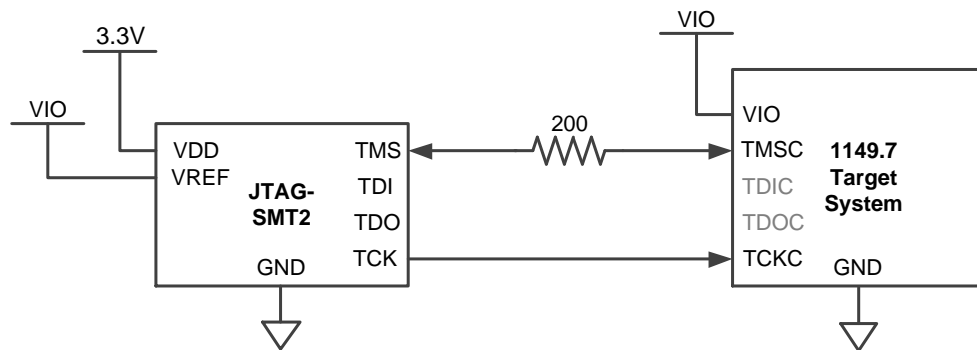 3.3V
VIO
VDD
VREF
JTAG-
SMT2
GND
TMS
TDI
TDO
TCK
200
VIO
VIO
TMSC
TDIC
TDOC
TCKC
1149.7
Target
System
GND